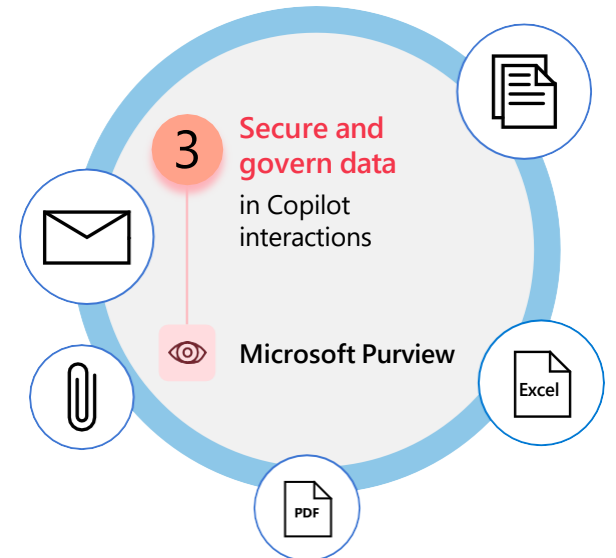 3
Secure and
govern data
in Copilot
interactions
Microsoft Purview
Excel
PDF